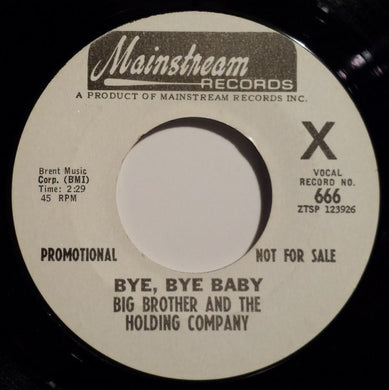 Mainstream
RECORDS
A PRODUCT OF MAINSTREAM RECORDS INC.
Brent Music
Corp. (BMI)
Time: 2:29
45 RPM
X
VOCAL
RECORD NO.
666
ZTSP 123926
PROMOTIONAL
NOT FOR SALE
BYE, BYE BABY
BIG BROTHER AND THE
HOLDING COMPANY